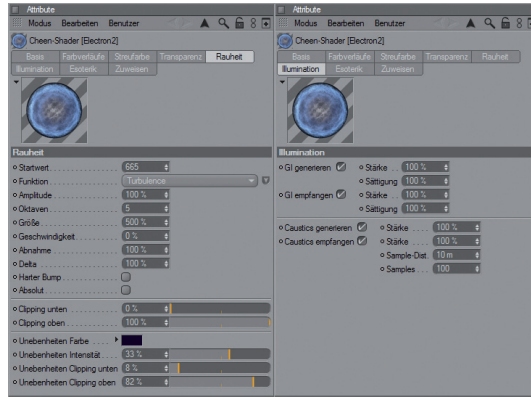 Attribute
Modus Bearbeiten Benutzer
Cheen-Shader [Electron2]
Basis Farbverläufe Streufarbe Transparenz Rauheit
Illumination Esoterik Zuweisen
Rauheit
Startwert 665
Funktion Turbulence
Amplitude 100 %
Oktaven 5
Größe 500 %
Geschwindigkeit 0 %
Abnahme 100 %
Delta 100 %
Harter Bump
Absolut
Clipping unten 0 %
Clipping oben 100 %
Unebenheiten Farbe
Unebenheiten Intensität 33 %
Unebenheiten Clipping unten 8 %
Unebenheiten Clipping oben 82 %
Attribute
Modus Bearbeiten Benutzer
Cheen-Shader [Electron2]
Basis Farbverläufe Streufarbe Transparenz Rauheit
Illumination Esoterik Zuweisen
Illumination
GI generieren Stärke 100 %
Sättigung 100 %
GI empfangen Stärke 100 %
Sättigung 100 %
Caustics generieren Stärke 100 %
Caustics empfangen Stärke 100 %
Sample-Dist. 10 m
Samples 100